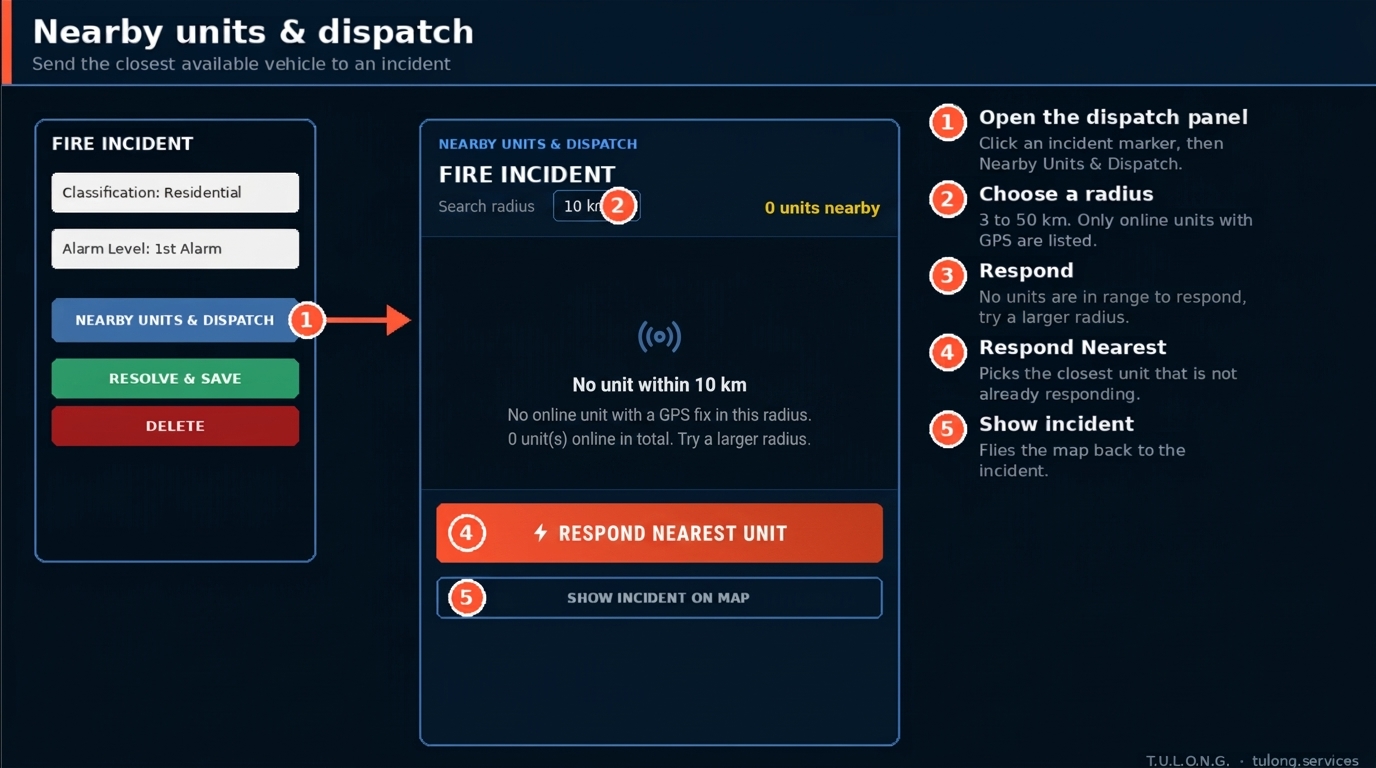 Nearby units & dispatch
Send the closest available vehicle to an incident
FIRE INCIDENT
Classification: Residential
Alarm Level: 1st Alarm
NEARBY UNITS & DISPATCH
1
RESOLVE & SAVE
DELETE
NEARBY UNITS & DISPATCH
FIRE INCIDENT
Search radius 10 km 2 0 units nearby
No unit within 10 km
No online unit with a GPS fix in this radius.
0 unit(s) online in total. Try a larger radius.
4 RESPOND NEAREST UNIT
5 SHOW INCIDENT ON MAP
1 Open the dispatch panel
Click an incident marker, then
Nearby Units & Dispatch.
2 Choose a radius
3 to 50 km. Only online units with
GPS are listed.
3 Respond
No units are in range to respond,
try a larger radius.
4 Respond Nearest
Picks the closest unit that is not
already responding.
5 Show incident
Flies the map back to the
incident.
T.U.L.O.N.G. · tulong.services